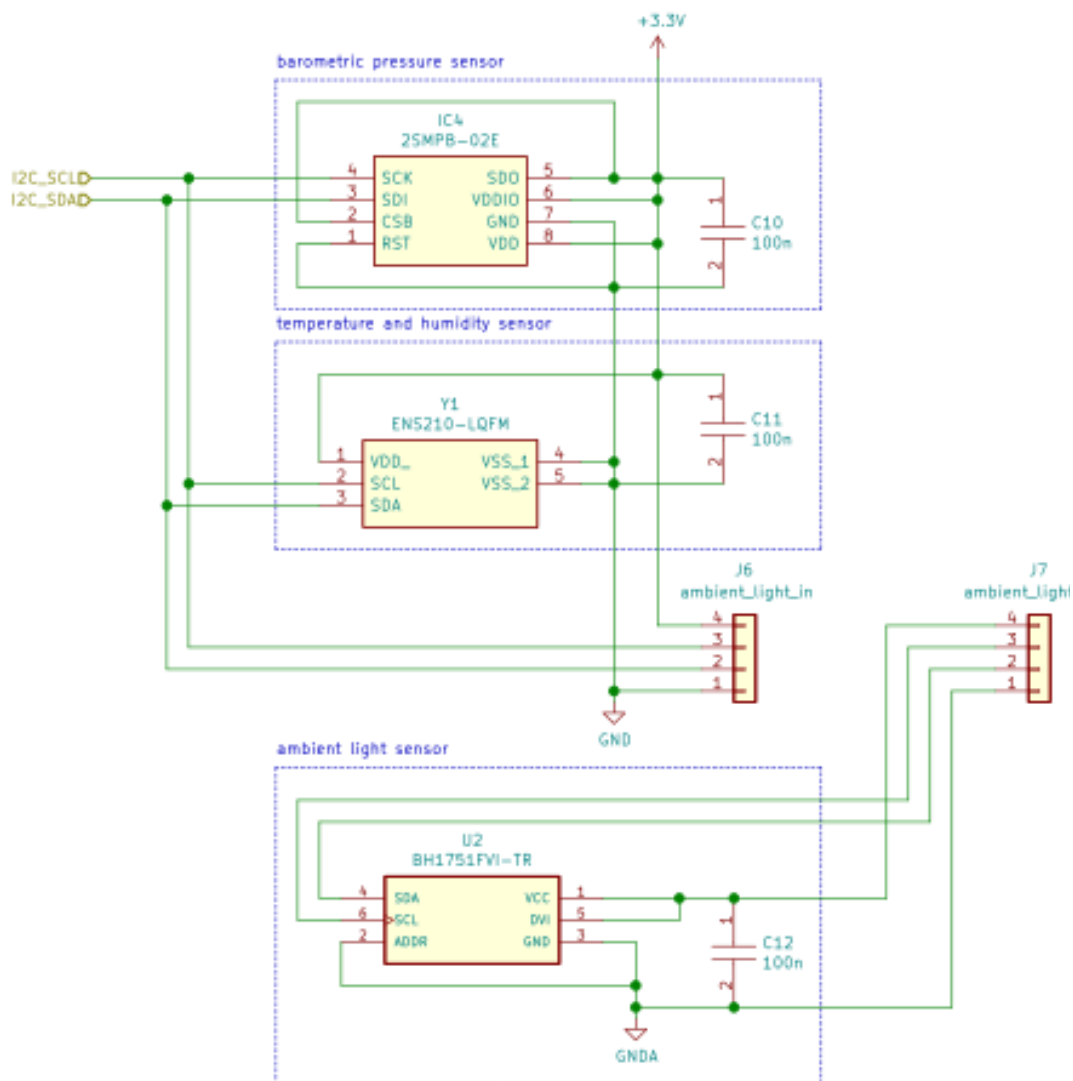 +3.3V
barometric pressure sensor
IC4
2SMPB-02E
I2C_SCL
I2C_SDA
4 SCK SDO 5
3 SDI VDDIO 6
2 CSB GND 7
1 RST VDD 8
1
C10
100n
2
temperature and humidity sensor
Y1
ENS210-LQFM
1 VDD_ VSS_1 4
2 SCL VSS_2 5
3 SDA
1
C11
100n
2
J6
ambient_light_in
4
3
2
1
J7
ambient_light
4
3
2
1
GND
ambient light sensor
U2
BH1751FVI-TR
4 SDA VCC 1
6 SCL DVI 5
2 ADDR GND 3
1
C12
100n
2
GNDA